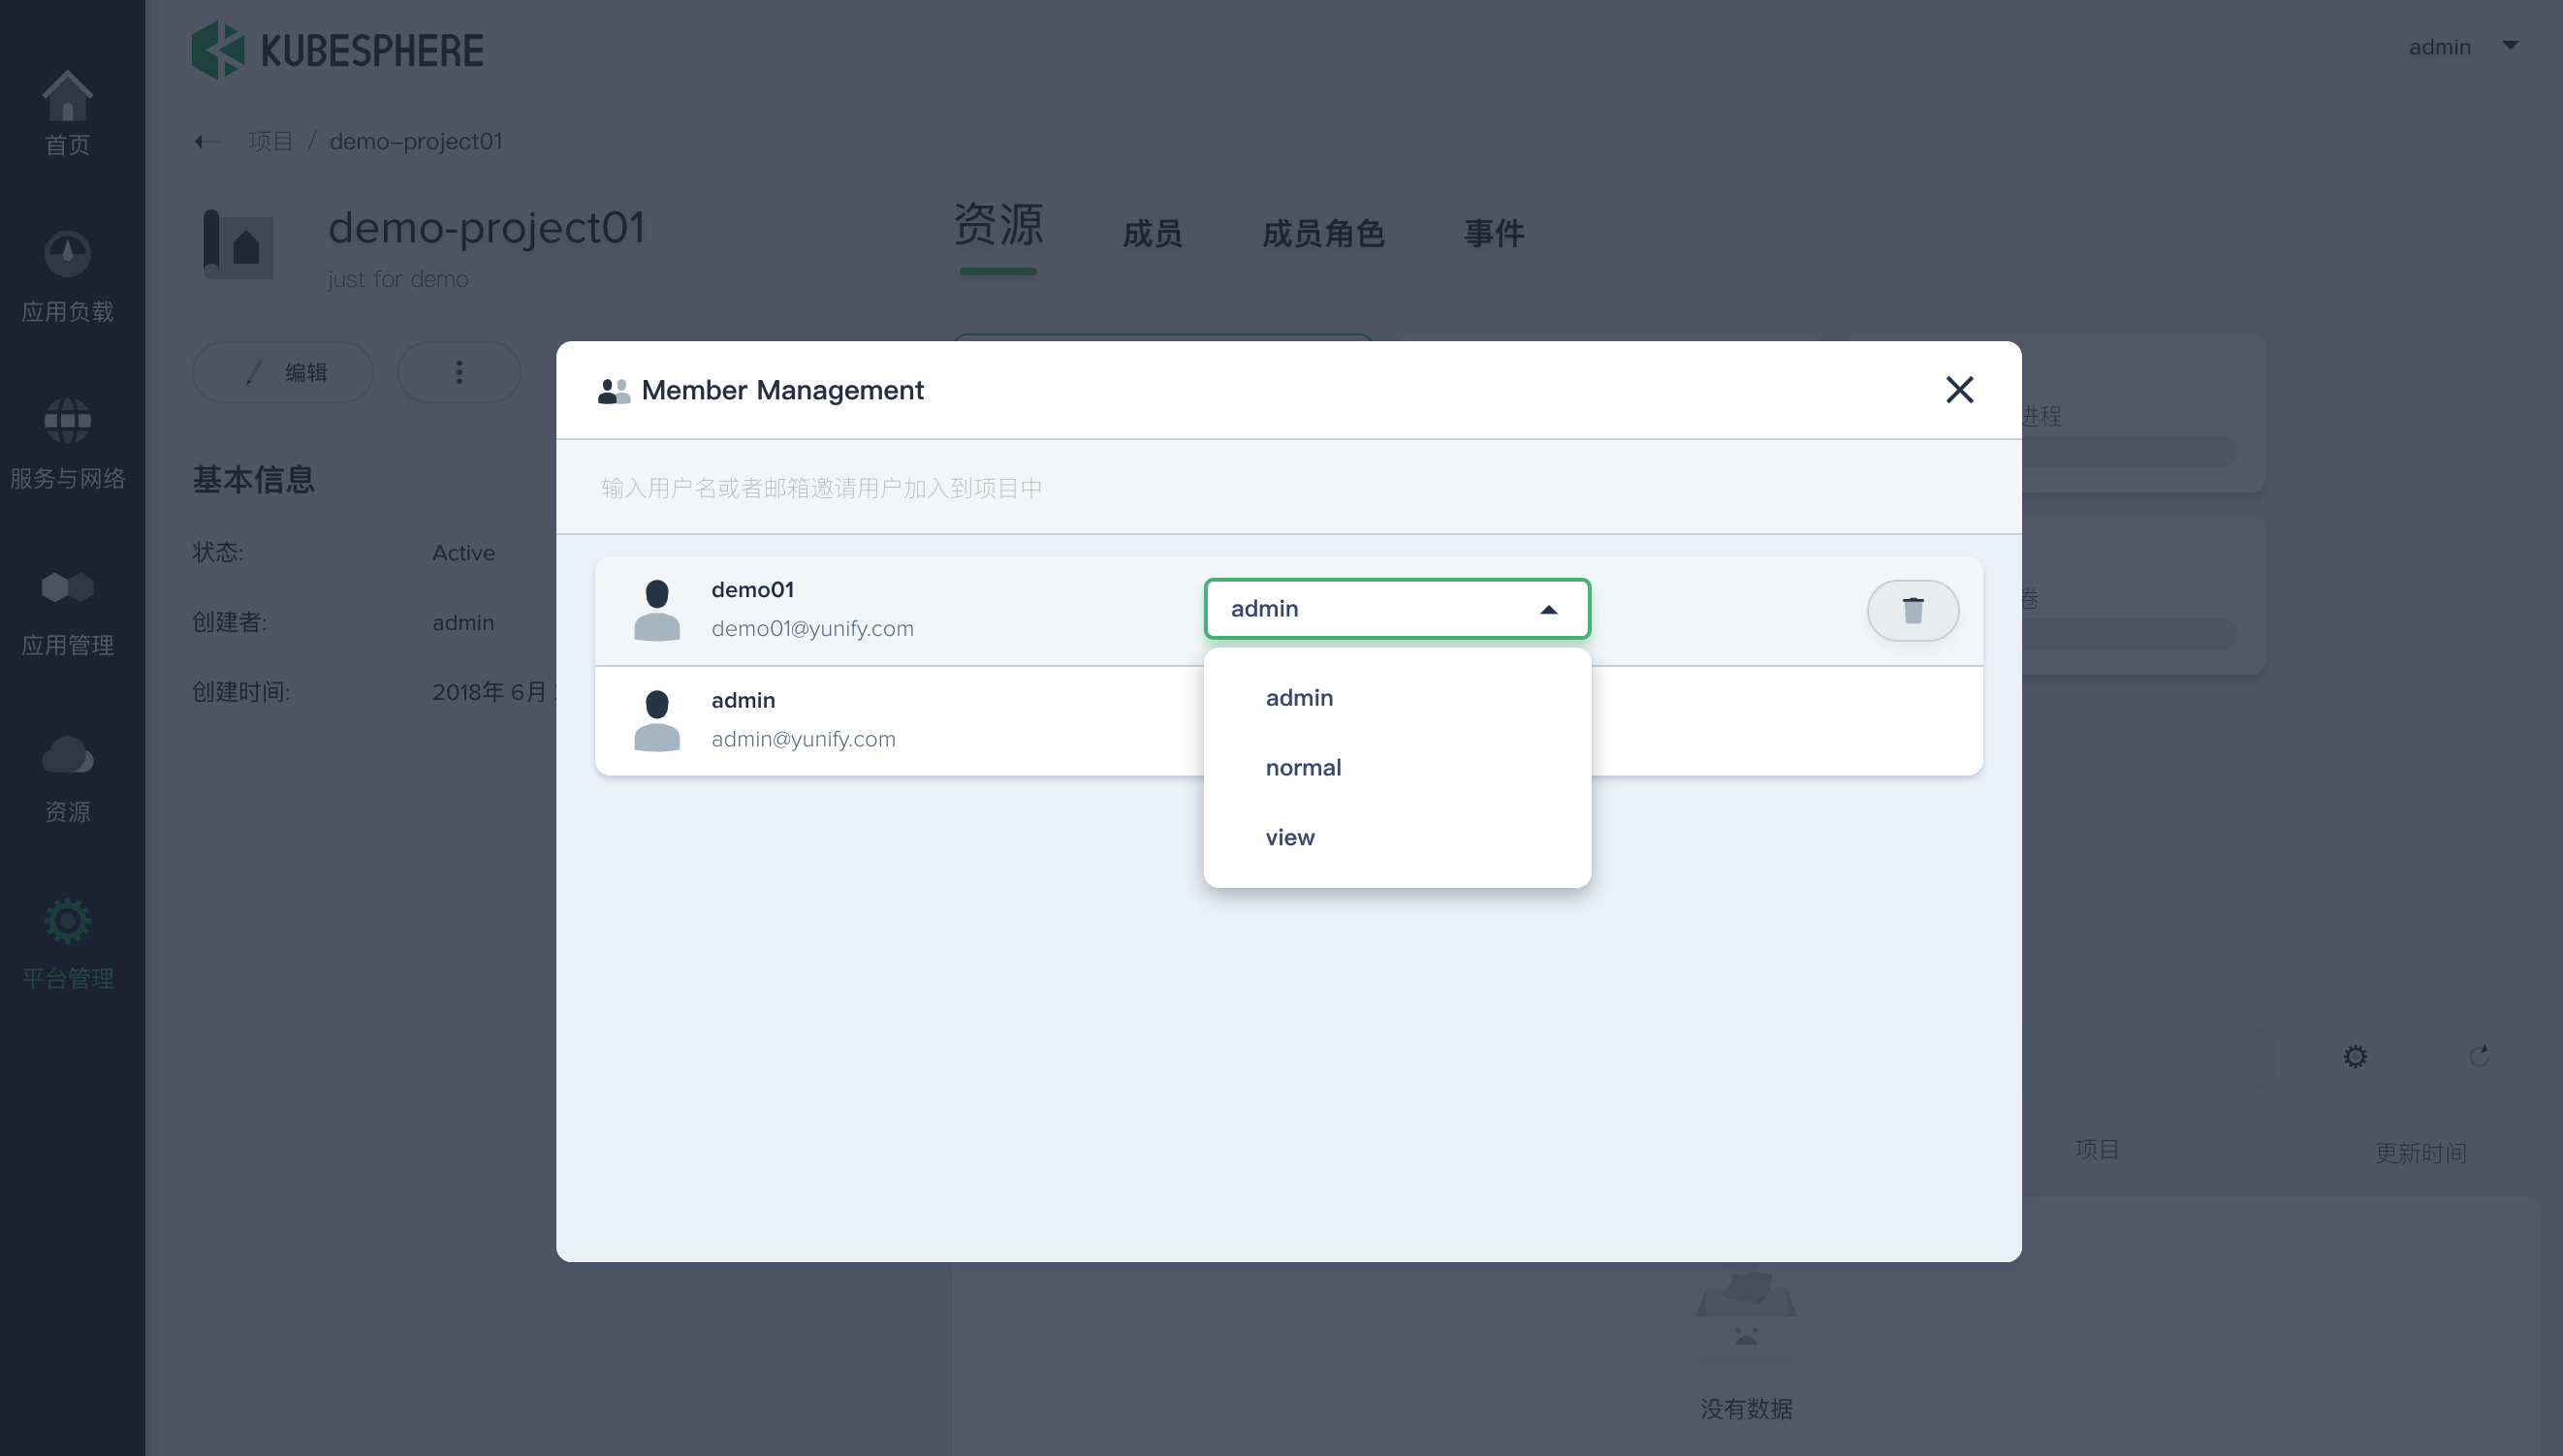 KUBESPHERE
admin
首页
项目 / demo-project01
demo-project01
just for demo
资源 成员 成员角色 事件
应用负载
编辑
服务与网络
基本信息
状态: Active
创建者: admin
创建时间: 2018年 6月
应用管理
资源
平台管理
Member Management
输入用户名或者邮箱邀请用户加入到项目中
demo01
demo01@yunify.com
admin
admin
admin@yunify.com
admin
normal
view
进程
卷
项目
更新时间
没有数据